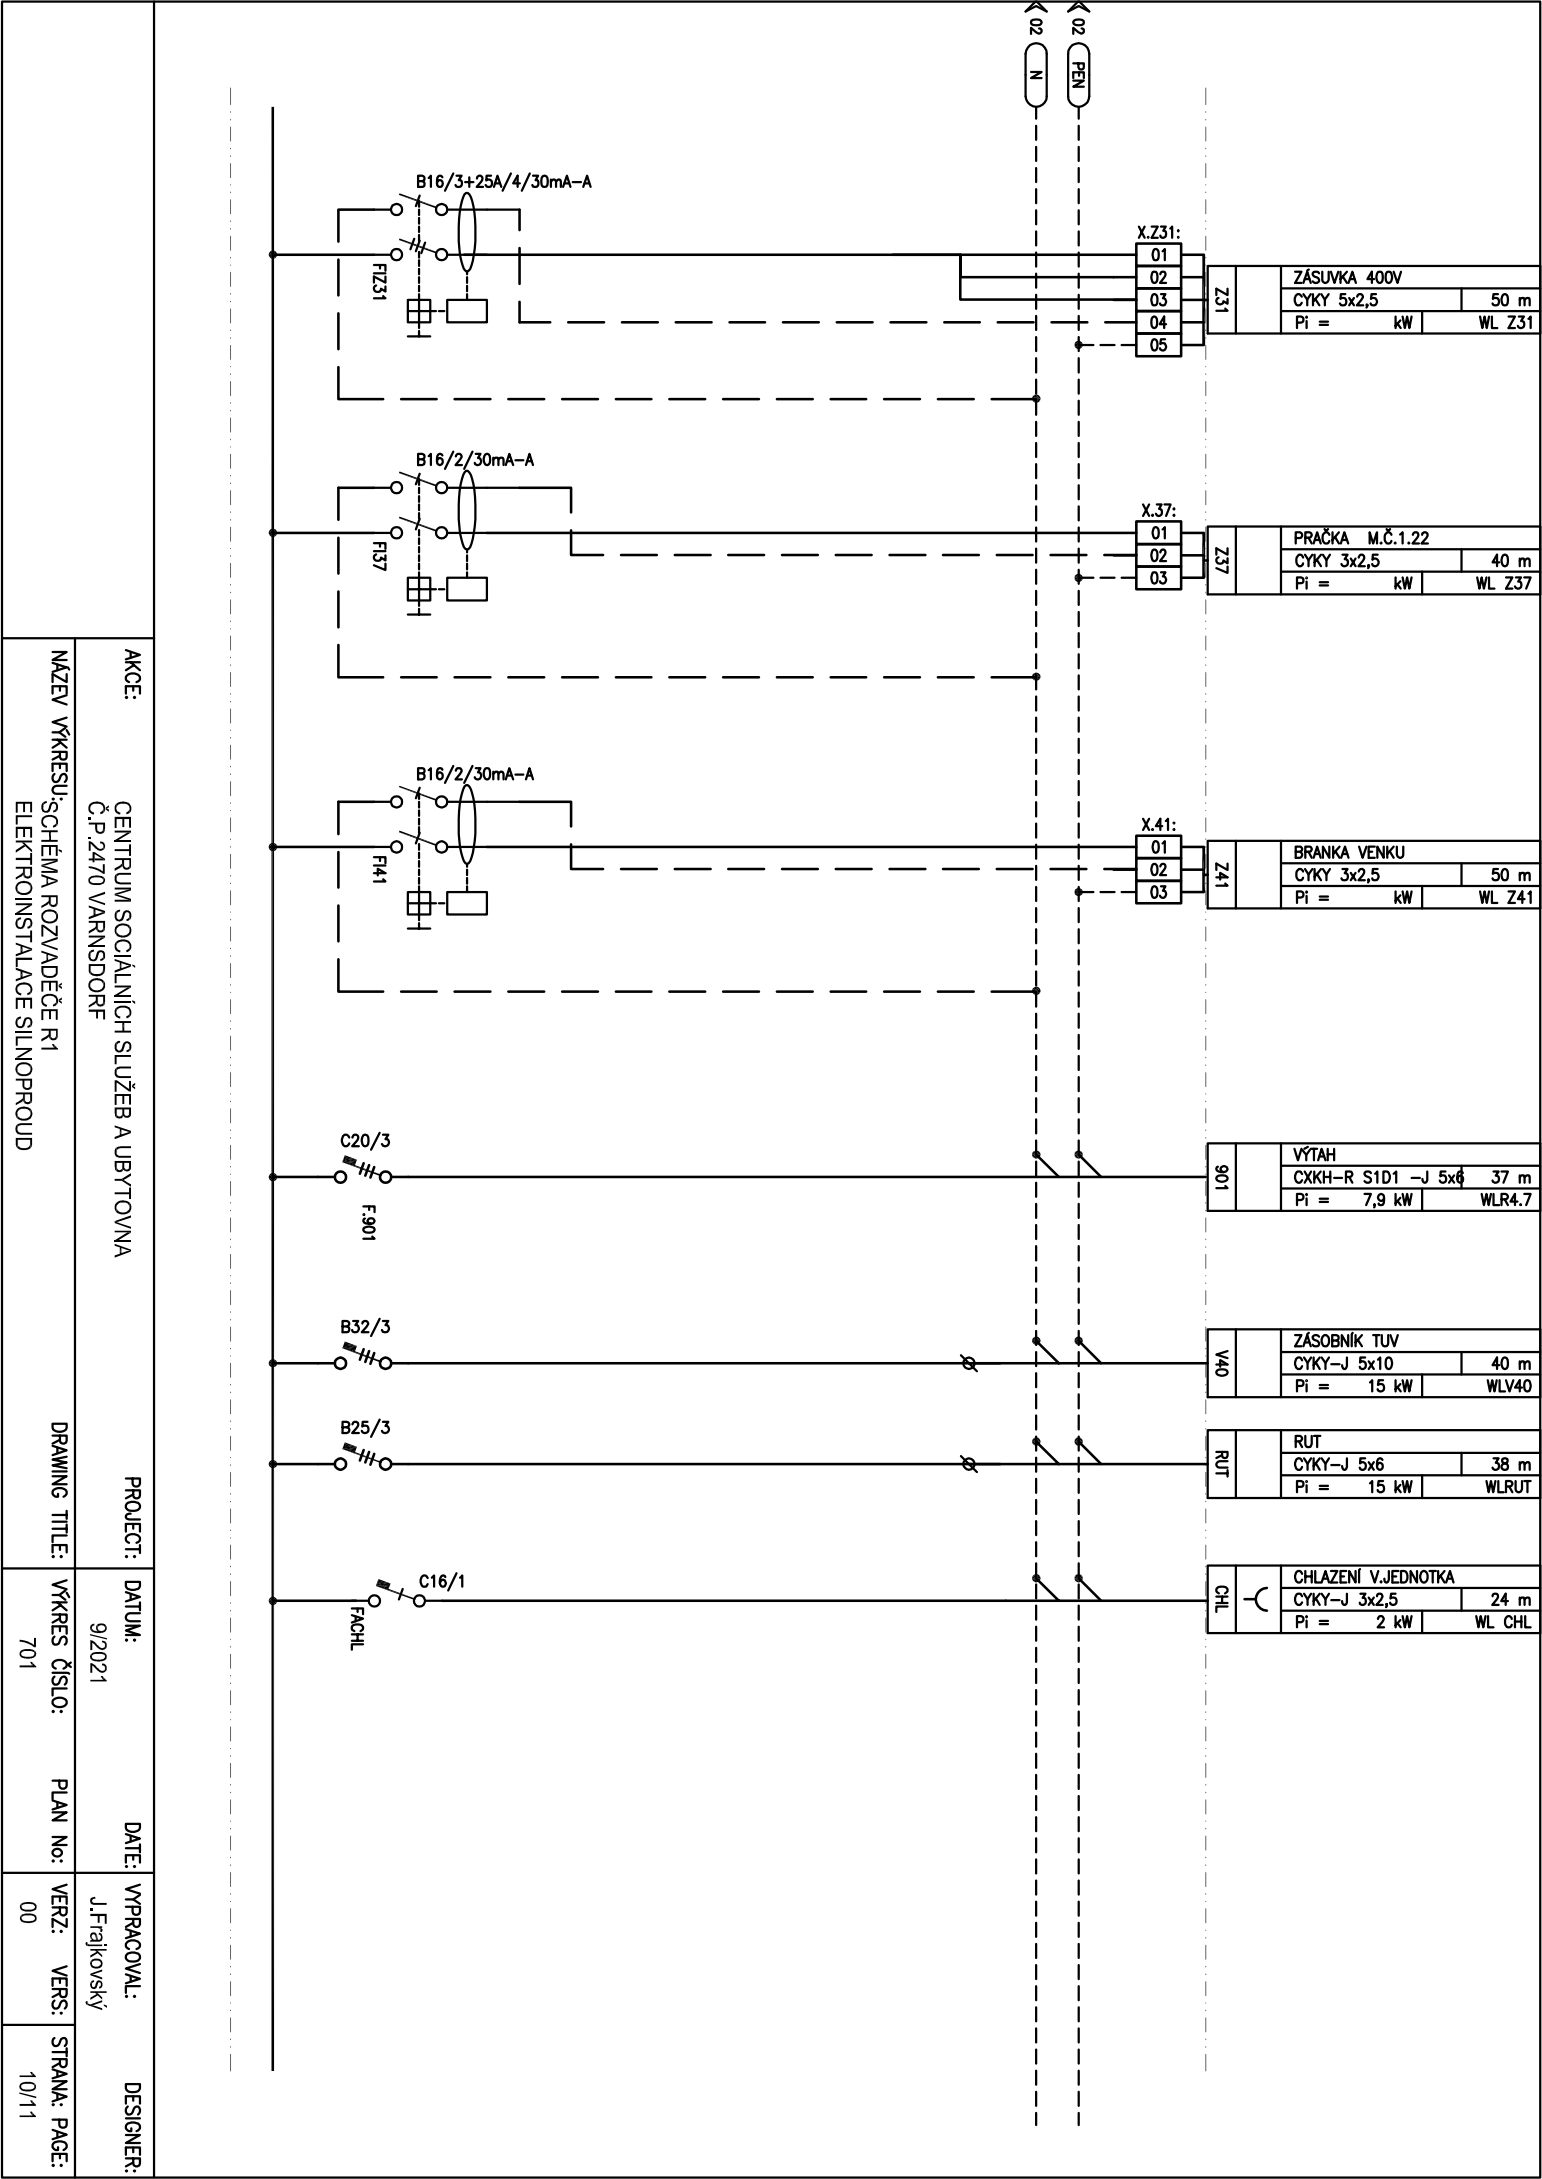 02 PEN
02 N
B16/3+25A/4/30mA-A
FIZ31
X.Z31:
01
02
03
04
05
Z31
ZÁSUVKA 400V
CYKY 5x2,5 50 m
Pi = kW WL Z31
B16/2/30mA-A
FI37
X.37:
01
02
03
Z37
PRAČKA M.Č.1.22
CYKY 3x2,5 40 m
Pi = kW WL Z37
B16/2/30mA-A
FI41
X.41:
01
02
03
Z41
BRANKA VENKU
CYKY 3x2,5 50 m
Pi = kW WL Z41
C20/3
F.901
901
VÝTAH
CXKH-R S1D1 -J 5x6 37 m
Pi = 7,9 kW WLR4.7
B32/3
V40
ZÁSOBNÍK TUV
CYKY-J 5x10 40 m
Pi = 15 kW WLV40
B25/3
RUT
RUT
CYKY-J 5x6 38 m
Pi = 15 kW WLRUT
C16/1
FACHL
CHL
CHLAZENÍ V.JEDNOTKA
CYKY-J 3x2,5 24 m
Pi = 2 kW WL CHL
AKCE: PROJECT:
CENTRUM SOCIÁLNÍCH SLUŽEB A UBYTOVNA
Č.P.2470 VARNSDORF
NÁZEV VÝKRESU: DRAWING TITLE:
SCHÉMA ROZVADĚČE R1
ELEKTROINSTALACE SILNOPROUD
DATUM: DATE:
9/2021
VÝKRES ČÍSLO: PLAN No:
701
VYPRACOVAL: DESIGNER:
J.Frajkovský
VERZ: VERS:
00
STRANA: PAGE:
10/11